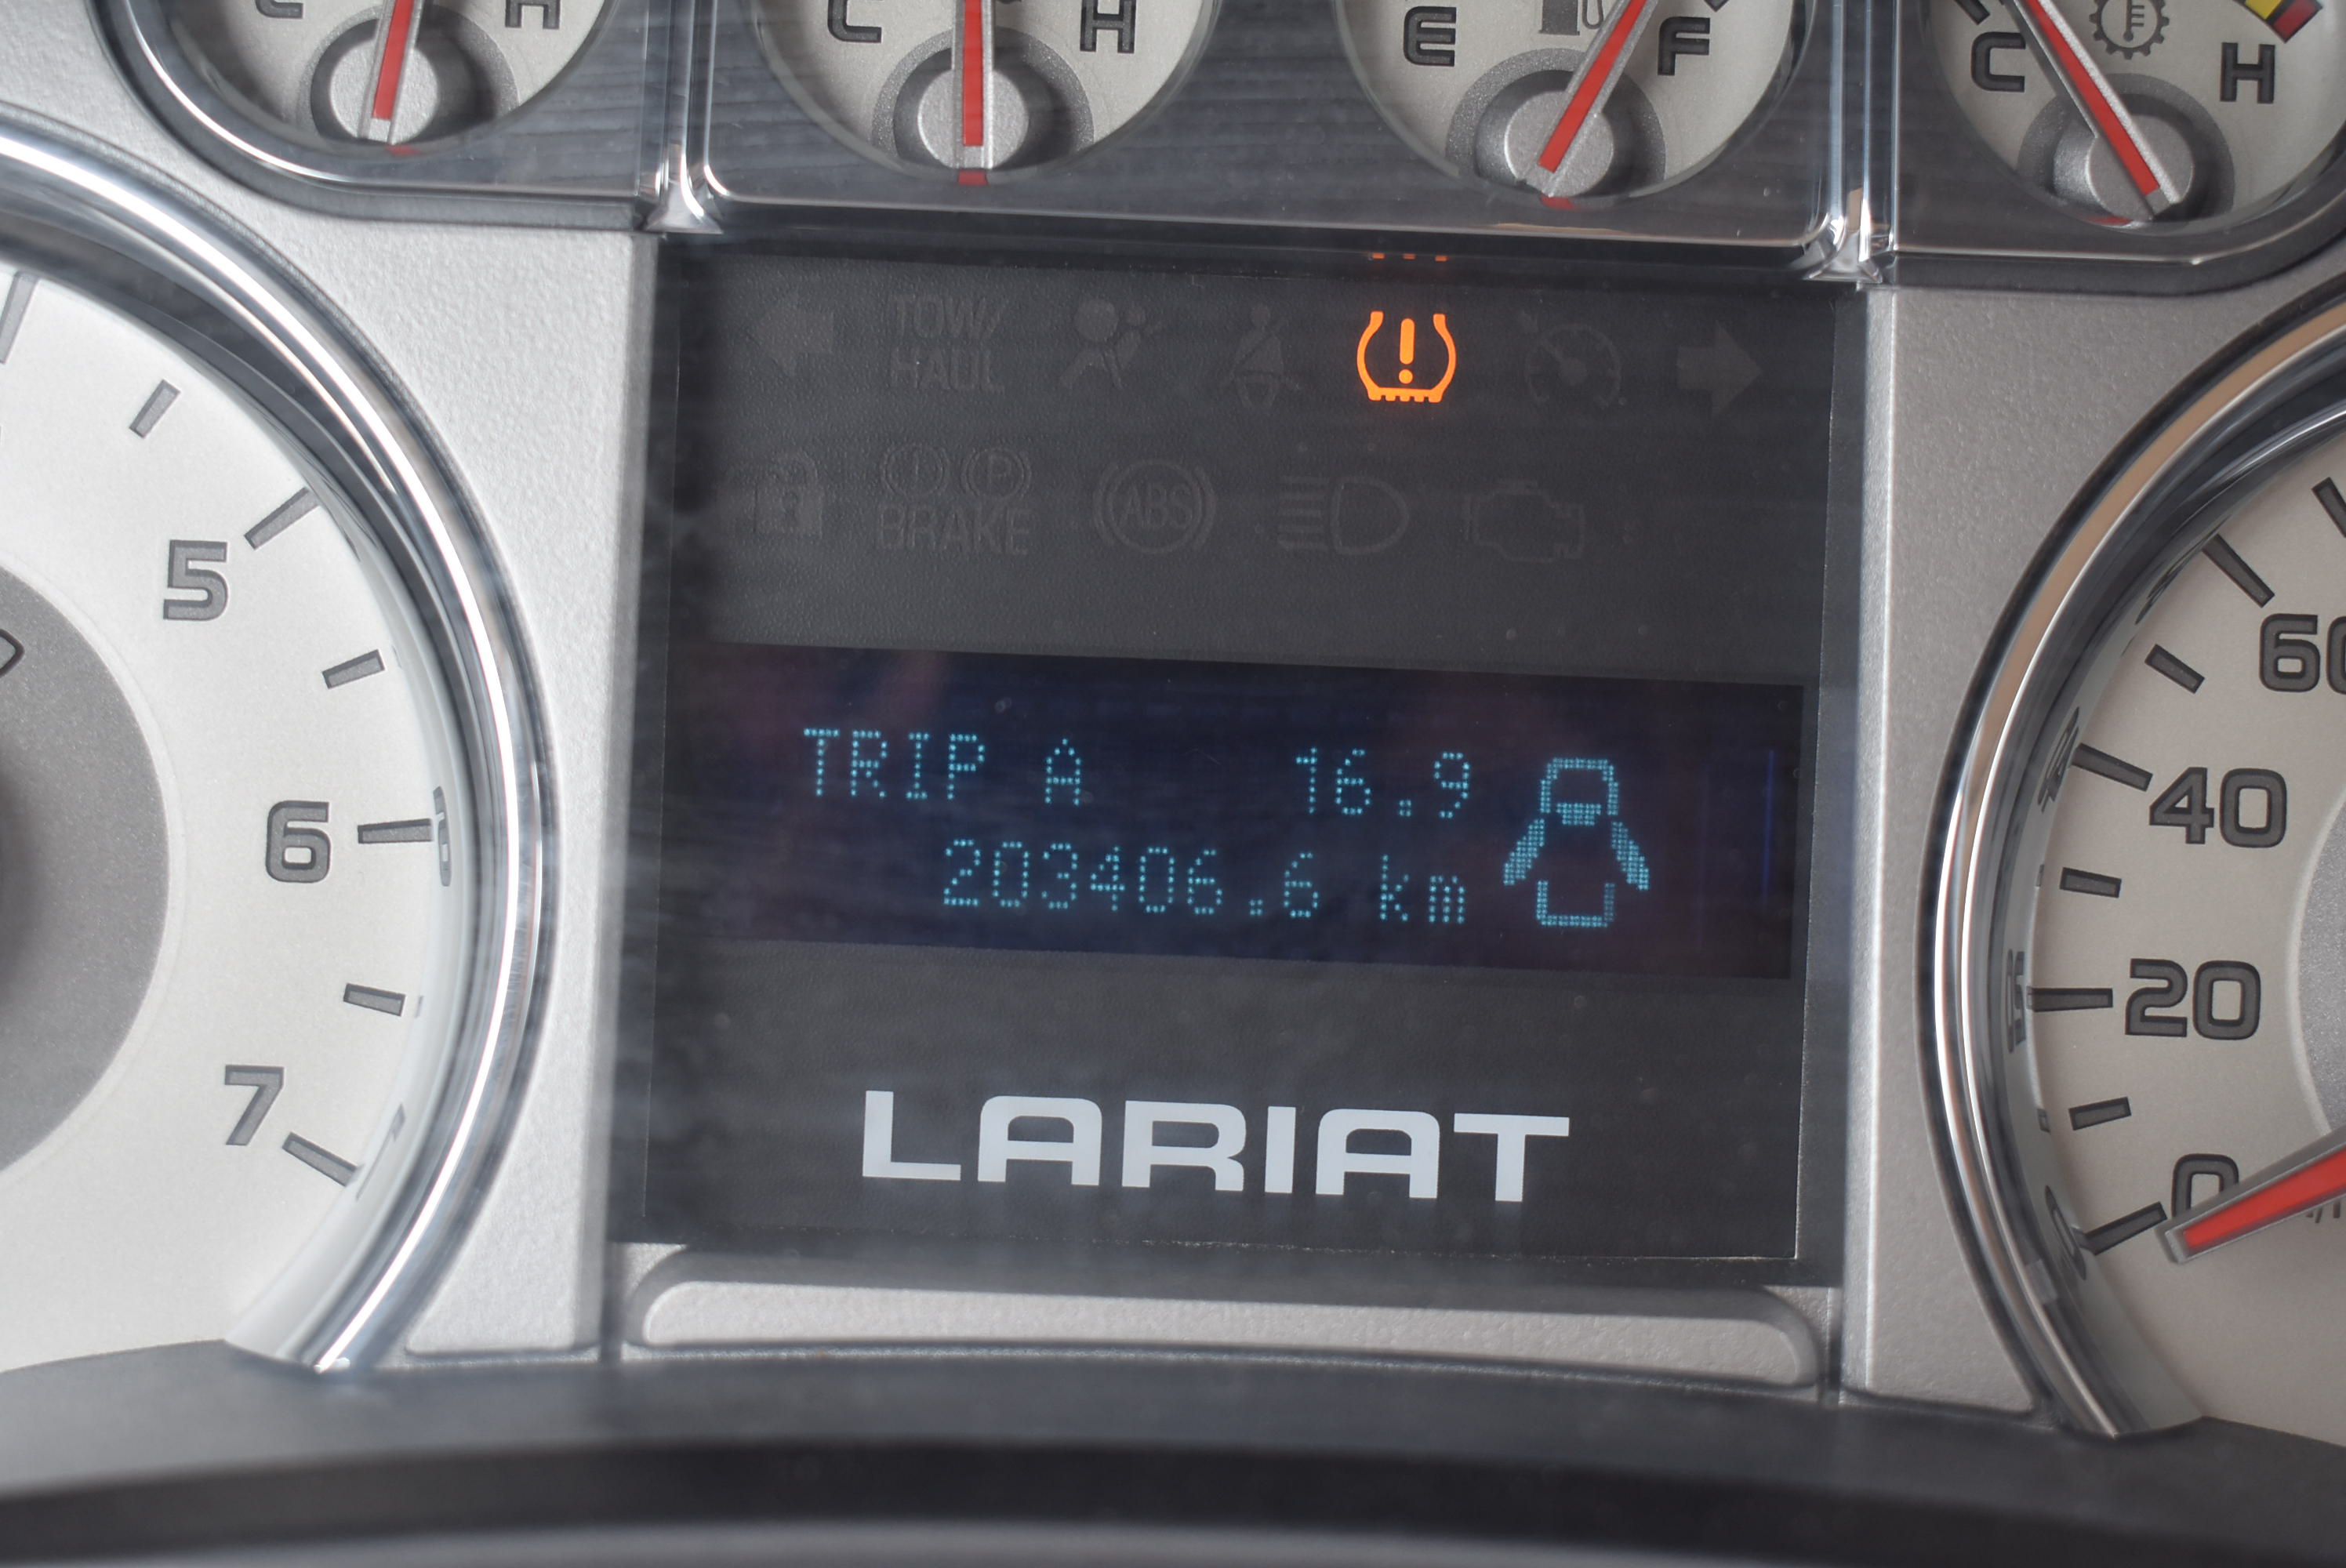 C H
C H
E F
C H
TOW/
HAUL
BRAKE
ABS
5
6
7
TRIP A 16.9
203406.6 km
LARIAT
60
40
20
0